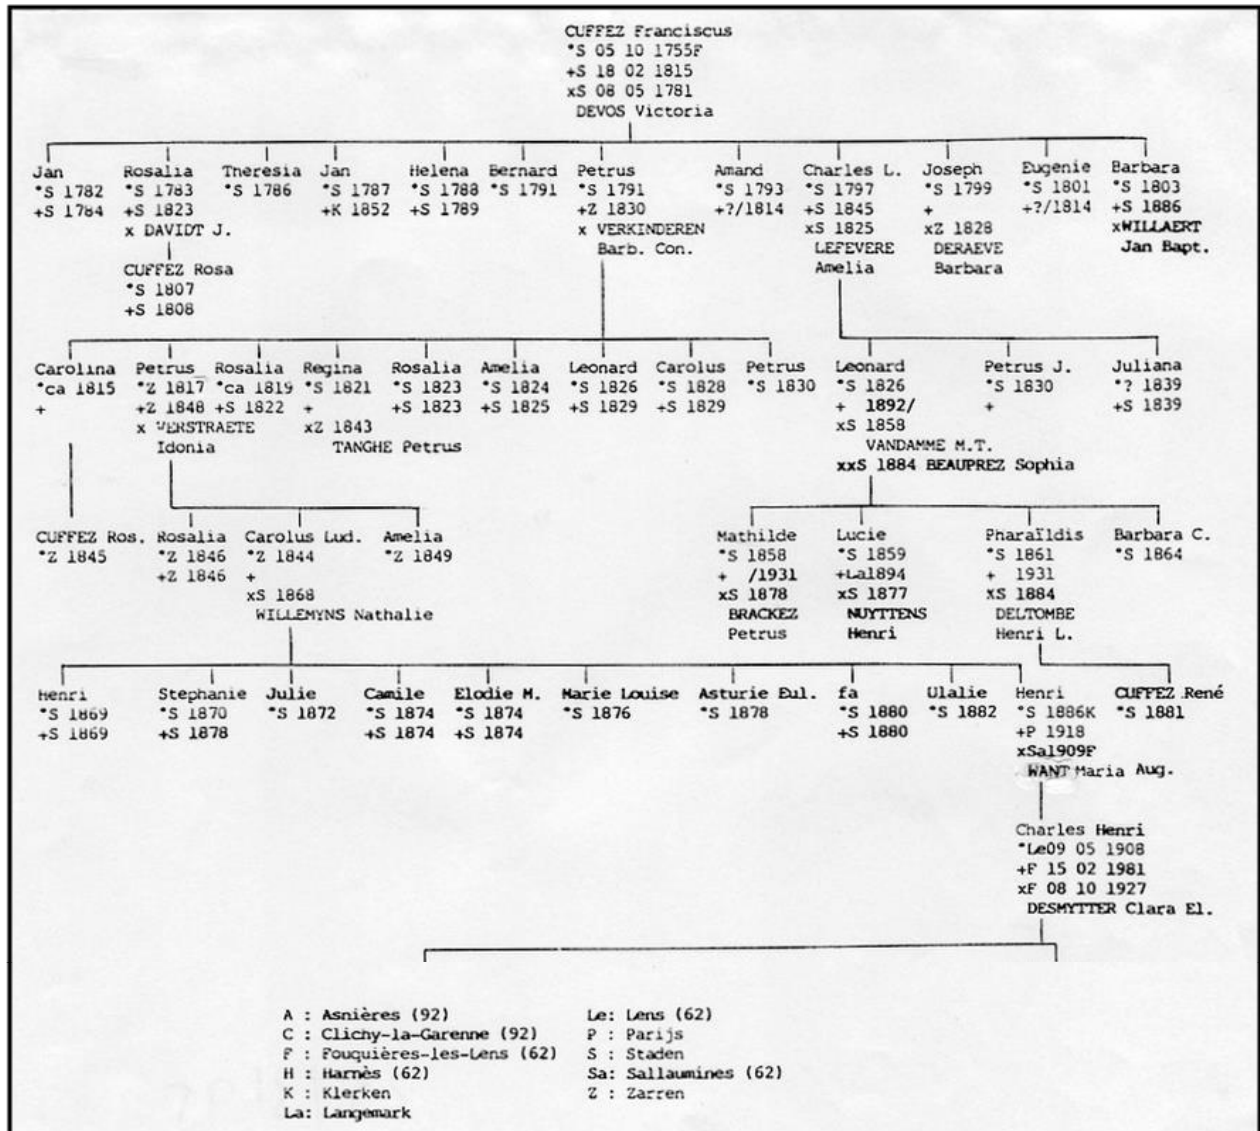 CUFFEZ Franciscus
*S 05 10 1755F
+S 18 02 1815
xS 08 05 1781
DEVOS Victoria
Jan
*S 1782
+S 1784
Rosalia
*S 1783
+S 1823
x DAVIDT J.
Theresia
*S 1786
Jan
*S 1787
+K 1852
Helena
*S 1788
+S 1789
Bernard
*S 1791
Petrus
*S 1791
+Z 1830
x VERKINDEREN
Barb. Con.
Amand
*S 1793
+?/1814
Charles L.
*S 1797
+S 1845
xS 1825
LEFEVERE
Amelia
Joseph
*S 1799
+
xZ 1828
DERAEVE
Barbara
Eugenie
*S 1801
+?/1814
Barbara
*S 1803
+S 1886
xWILLAERT
Jan Bapt.
CUFFEZ Rosa
*S 1807
+S 1808
Carolina
*ca 1815
+
Petrus
*Z 1817
+Z 1848
x VERSTRAETE
Idonia
Rosalia
*ca 1819
+S 1822
Regina
*S 1821
+
xZ 1843
TANGHE Petrus
Rosalia
*S 1823
+S 1823
Amelia
*S 1824
+S 1825
Leonard
*S 1826
+S 1829
Carolus
*S 1828
+S 1829
Petrus
*S 1830
Leonard
*S 1826
+ 1892/
xS 1858
VANDAMME M.T.
xxS 1884 BEAUPREZ Sophia
Petrus J.
*S 1830
+
Juliana
*? 1839
+S 1839
CUFFEZ Ros.
*Z 1845
Rosalia
*Z 1846
+Z 1846
Carolus Lud.
*Z 1844
+
xS 1868
WILLEMYNS Nathalie
Amelia
*Z 1849
Mathilde
*S 1858
+ /1931
xS 1878
BRACKEZ
Petrus
Lucie
*S 1859
+La1894
xS 1877
NUYTTENS
Henri
Pharaïldis
*S 1861
+ 1931
xS 1884
DELTOMBE
Henri L.
Barbara C.
*S 1864
Henri
*S 1869
+S 1869
Stephanie
*S 1870
+S 1878
Julie
*S 1872
Camile
*S 1874
+S 1874
Elodie M.
*S 1874
+S 1874
Marie Louise
*S 1876
Asturie Eul.
*S 1878
fa
*S 1880
+S 1880
Ulalie
*S 1882
Henri
*S 1886K
+P 1918
xSa1909F
WANT Maria Aug.
CUFFEZ René
*S 1881
Charles Henri
*Le09 05 1908
+F 15 02 1981
xF 08 10 1927
DESMYTTER Clara El.
A : Asnières (92)
C : Clichy-la-Garenne (92)
F : Fouquières-les-Lens (62)
H : Harnès (62)
K : Klerken
La: Langemark
Le: Lens (62)
P : Parijs
S : Staden
Sa: Sallaumines (62)
Z : Zarren